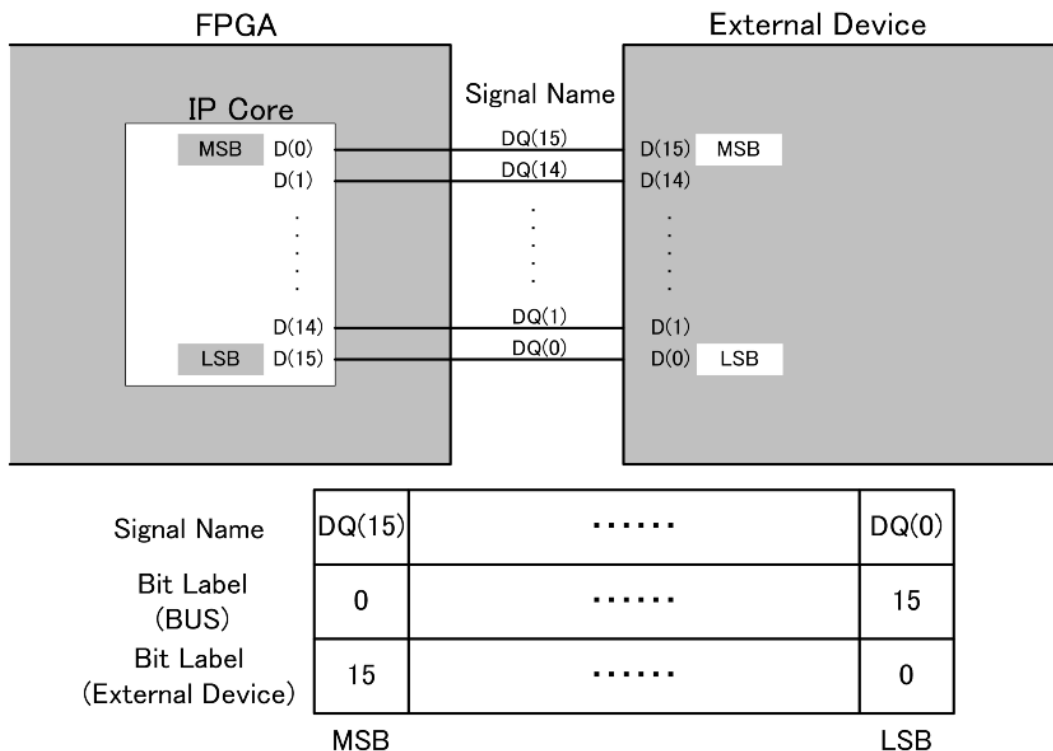 FPGA
External Device
Signal Name
IP Core
MSB D(0) DQ(15) D(15) MSB
D(1) DQ(14) D(14)
D(14) DQ(1) D(1)
LSB D(15) DQ(0) D(0) LSB
Signal Name DQ(15) ······ DQ(0)
Bit Label
(BUS)
0 ······ 15
Bit Label
(External Device)
15 ······ 0
MSB LSB